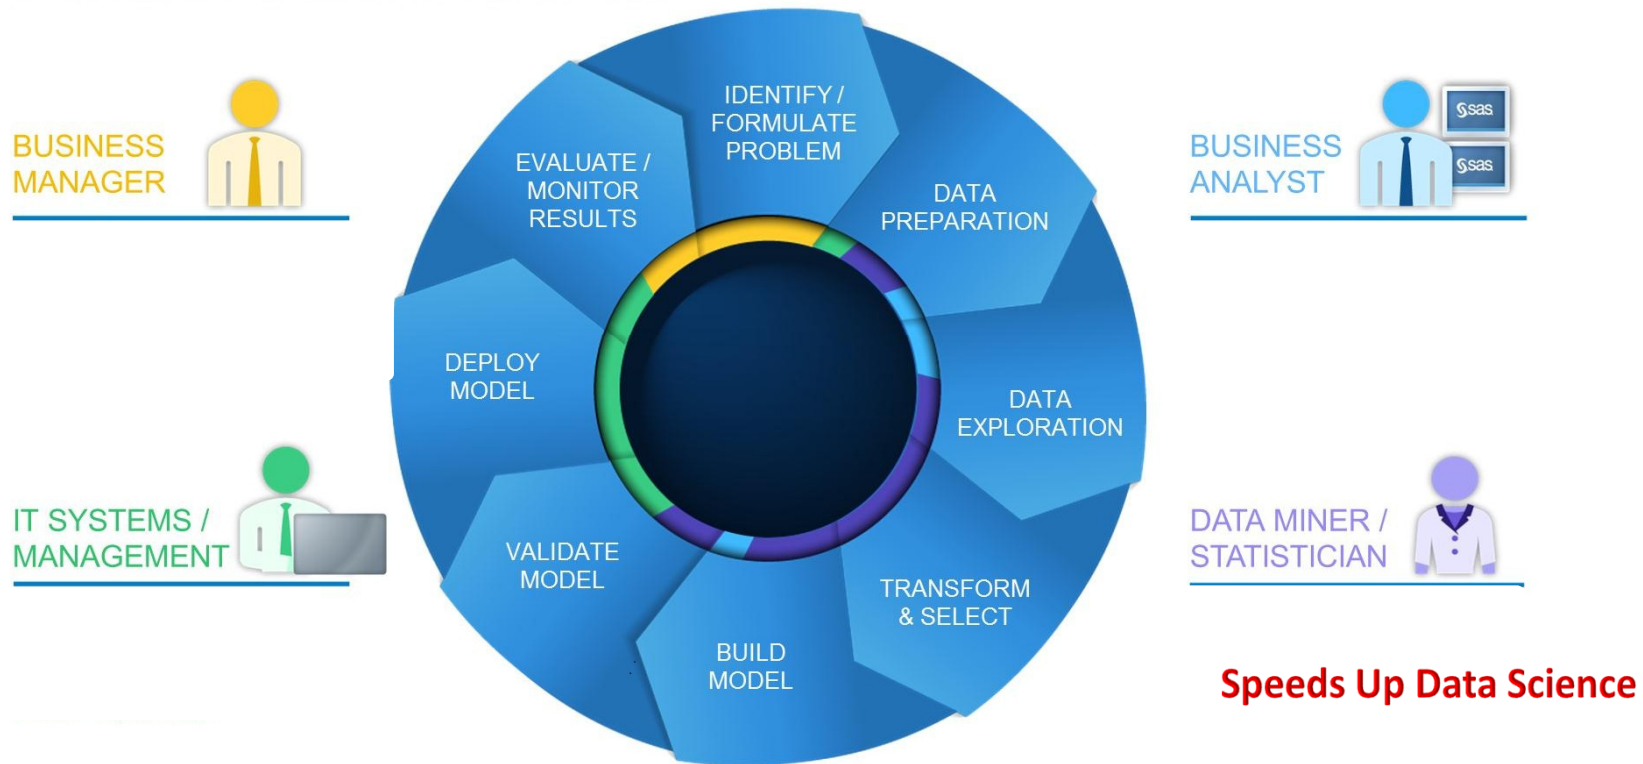 BUSINESS
MANAGER
IDENTIFY /
FORMULATE
PROBLEM
DATA
PREPARATION
DATA
EXPLORATION
TRANSFORM
& SELECT
BUILD
MODEL
VALIDATE
MODEL
DEPLOY
MODEL
EVALUATE /
MONITOR
RESULTS
BUSINESS
ANALYST
sas
sas
IT SYSTEMS /
MANAGEMENT
DATA MINER /
STATISTICIAN
Speeds Up Data Science